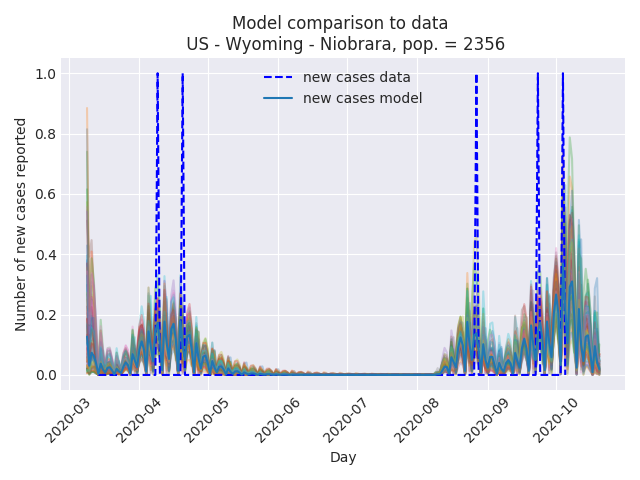 Model comparison to data
US - Wyoming - Niobrara, pop. = 2356
new cases data
new cases model
Number of new cases reported
1.0
0.8
0.6
0.4
0.2
0.0
2020-03
2020-04
2020-05
2020-06
2020-07
2020-08
2020-09
2020-10
Day